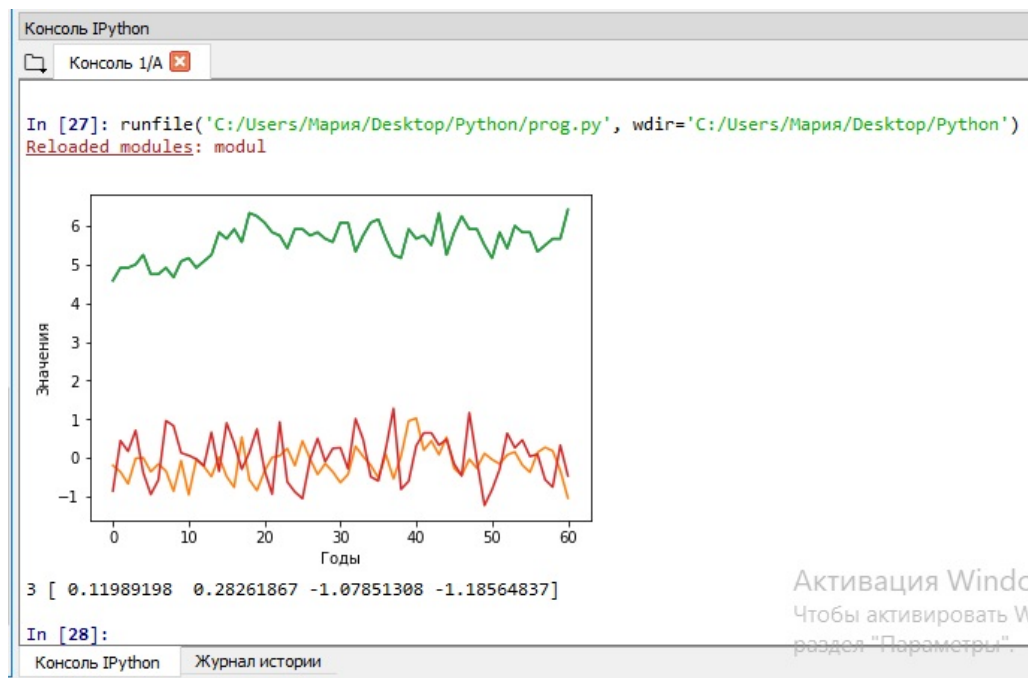 Консоль IPython
Консоль 1/A
In [27]: runfile('C:/Users/Мария/Desktop/Python/prog.py', wdir='C:/Users/Мария/Desktop/Python')
Reloaded modules: modul
6
5
4
3
2
1
0
−1
Значения
0 10 20 30 40 50 60
Годы
3 [ 0.11989198 0.28261867 -1.07851308 -1.18564837]
Активация Windo
Чтобы активировать W
раздел "Параметры".
In [28]:
Консоль IPython Журнал истории